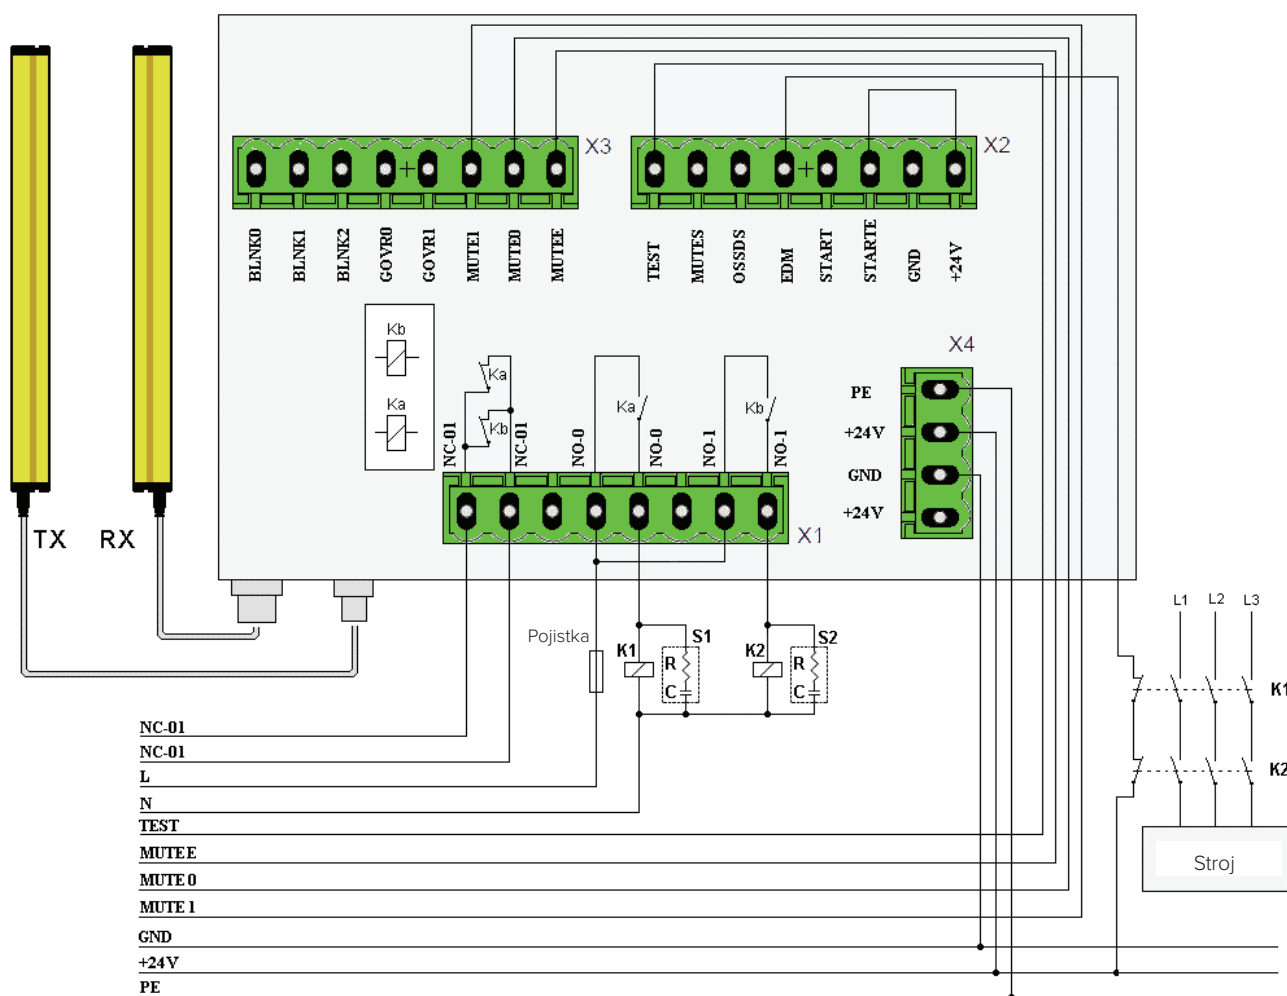 X3
X2
BLNK0
BLNK1
BLNK2
GOVR0
GOVR1
MUTE1
MUTE0
MUTEE
TEST
MUTES
OSSDS
EDM
START
STARTE
GND
+24V
Kb
Ka
Ka
Kb
Ka
Kb
NC-01
NC-01
NO-0
NO-0
NO-1
NO-1
X1
X4
PE
+24V
GND
+24V
TX
RX
Pojistka
K1
S1
R
C
K2
S2
R
C
L1 L2 L3
K1
K2
Stroj
NC-01
NC-01
L
N
TEST
MUTEE
MUTE 0
MUTE 1
GND
+24V
PE